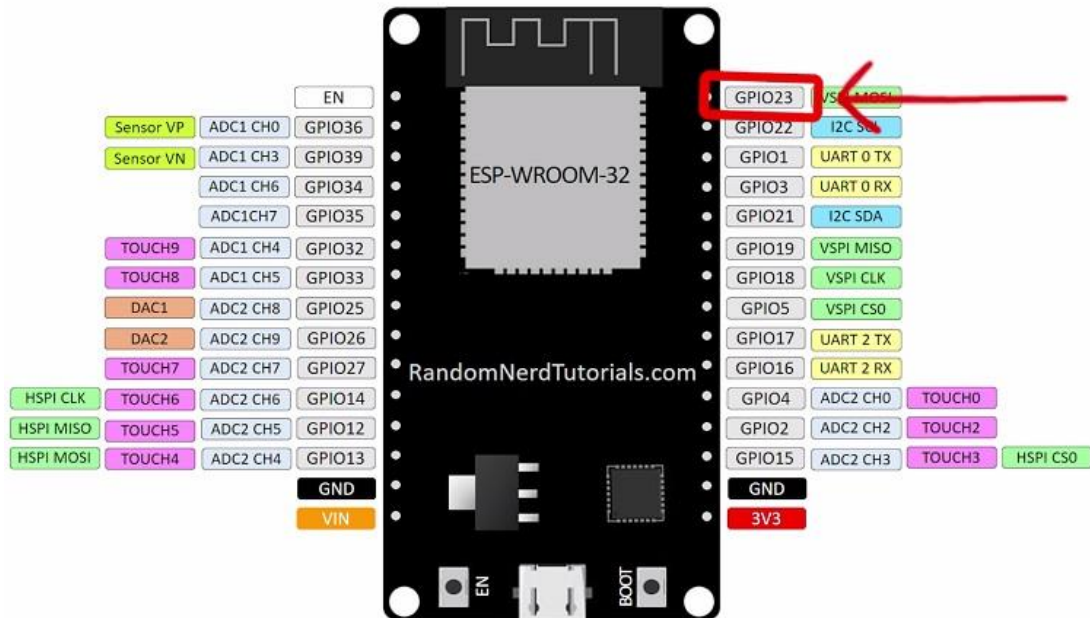 EN GPIO23 VSPI MOSI
Sensor VP ADC1 CH0 GPIO36 GPIO22 I2C SCL
Sensor VN ADC1 CH3 GPIO39 GPIO1 UART 0 TX
ADC1 CH6 GPIO34 ESP-WROOM-32 GPIO3 UART 0 RX
ADC1CH7 GPIO35 GPIO21 I2C SDA
TOUCH9 ADC1 CH4 GPIO32 GPIO19 VSPI MISO
TOUCH8 ADC1 CH5 GPIO33 GPIO18 VSPI CLK
DAC1 ADC2 CH8 GPIO25 GPIO5 VSPI CS0
DAC2 ADC2 CH9 GPIO26 GPIO17 UART 2 TX
TOUCH7 ADC2 CH7 GPIO27 RandomNerdTutorials.com GPIO16 UART 2 RX
HSPI CLK TOUCH6 ADC2 CH6 GPIO14 GPIO4 ADC2 CH0 TOUCH0
HSPI MISO TOUCH5 ADC2 CH5 GPIO12 GPIO2 ADC2 CH2 TOUCH2
HSPI MOSI TOUCH4 ADC2 CH4 GPIO13 GPIO15 ADC2 CH3 TOUCH3 HSPI CS0
GND GND
VIN 3V3
EN BOOT